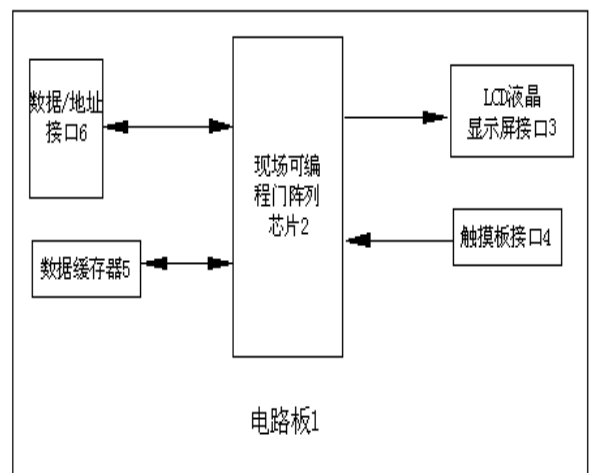 数据/地址
接口6
LCD液晶
显示屏接口3
现场可编
程门阵列
芯片2
触摸板接口4
数据缓存器5
电路板1